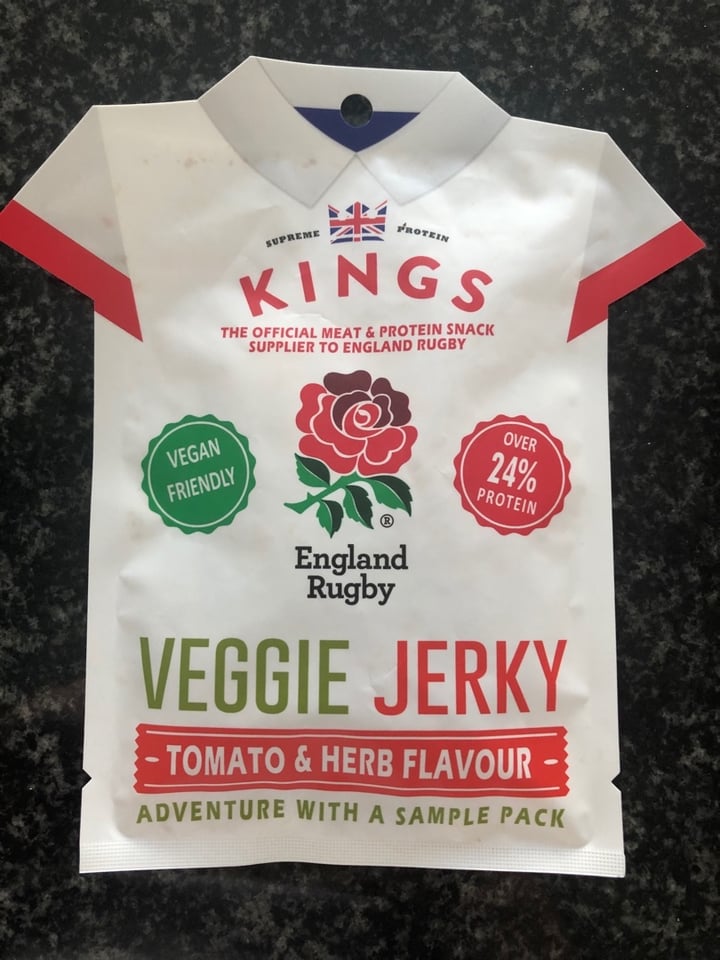 SUPREME PROTEIN
KINGS
THE OFFICIAL MEAT & PROTEIN SNACK
SUPPLIER TO ENGLAND RUGBY
VEGAN
FRIENDLY
OVER
24%
PROTEIN
®
England
Rugby
VEGGIE JERKY
- TOMATO & HERB FLAVOUR -
ADVENTURE WITH A SAMPLE PACK